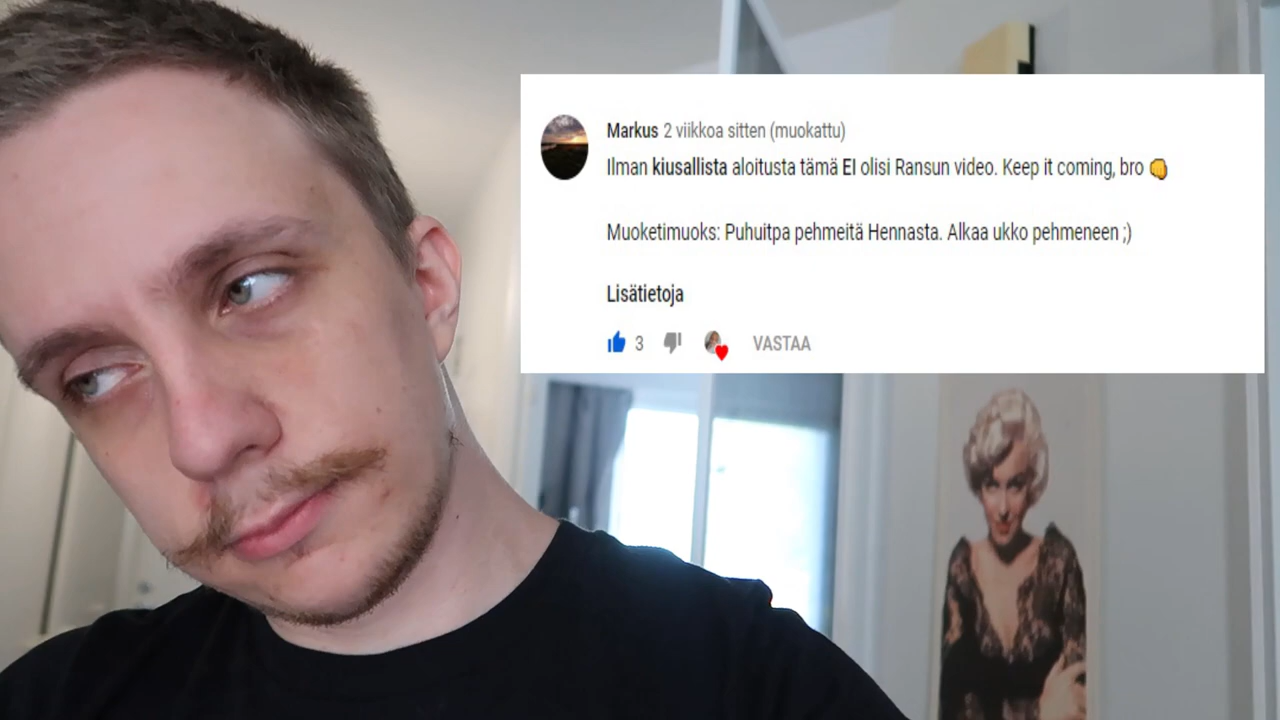 Markus 2 viikkoa sitten (muokattu)
Ilman kiusallista aloitusta tämä EI olisi Ransun video. Keep it coming, bro 👊
Muoketimuoks: Puhuitpa pehmeitä Hennasta. Alkaa ukko pehmeneen ;)
Lisätietoja
3 VASTAA